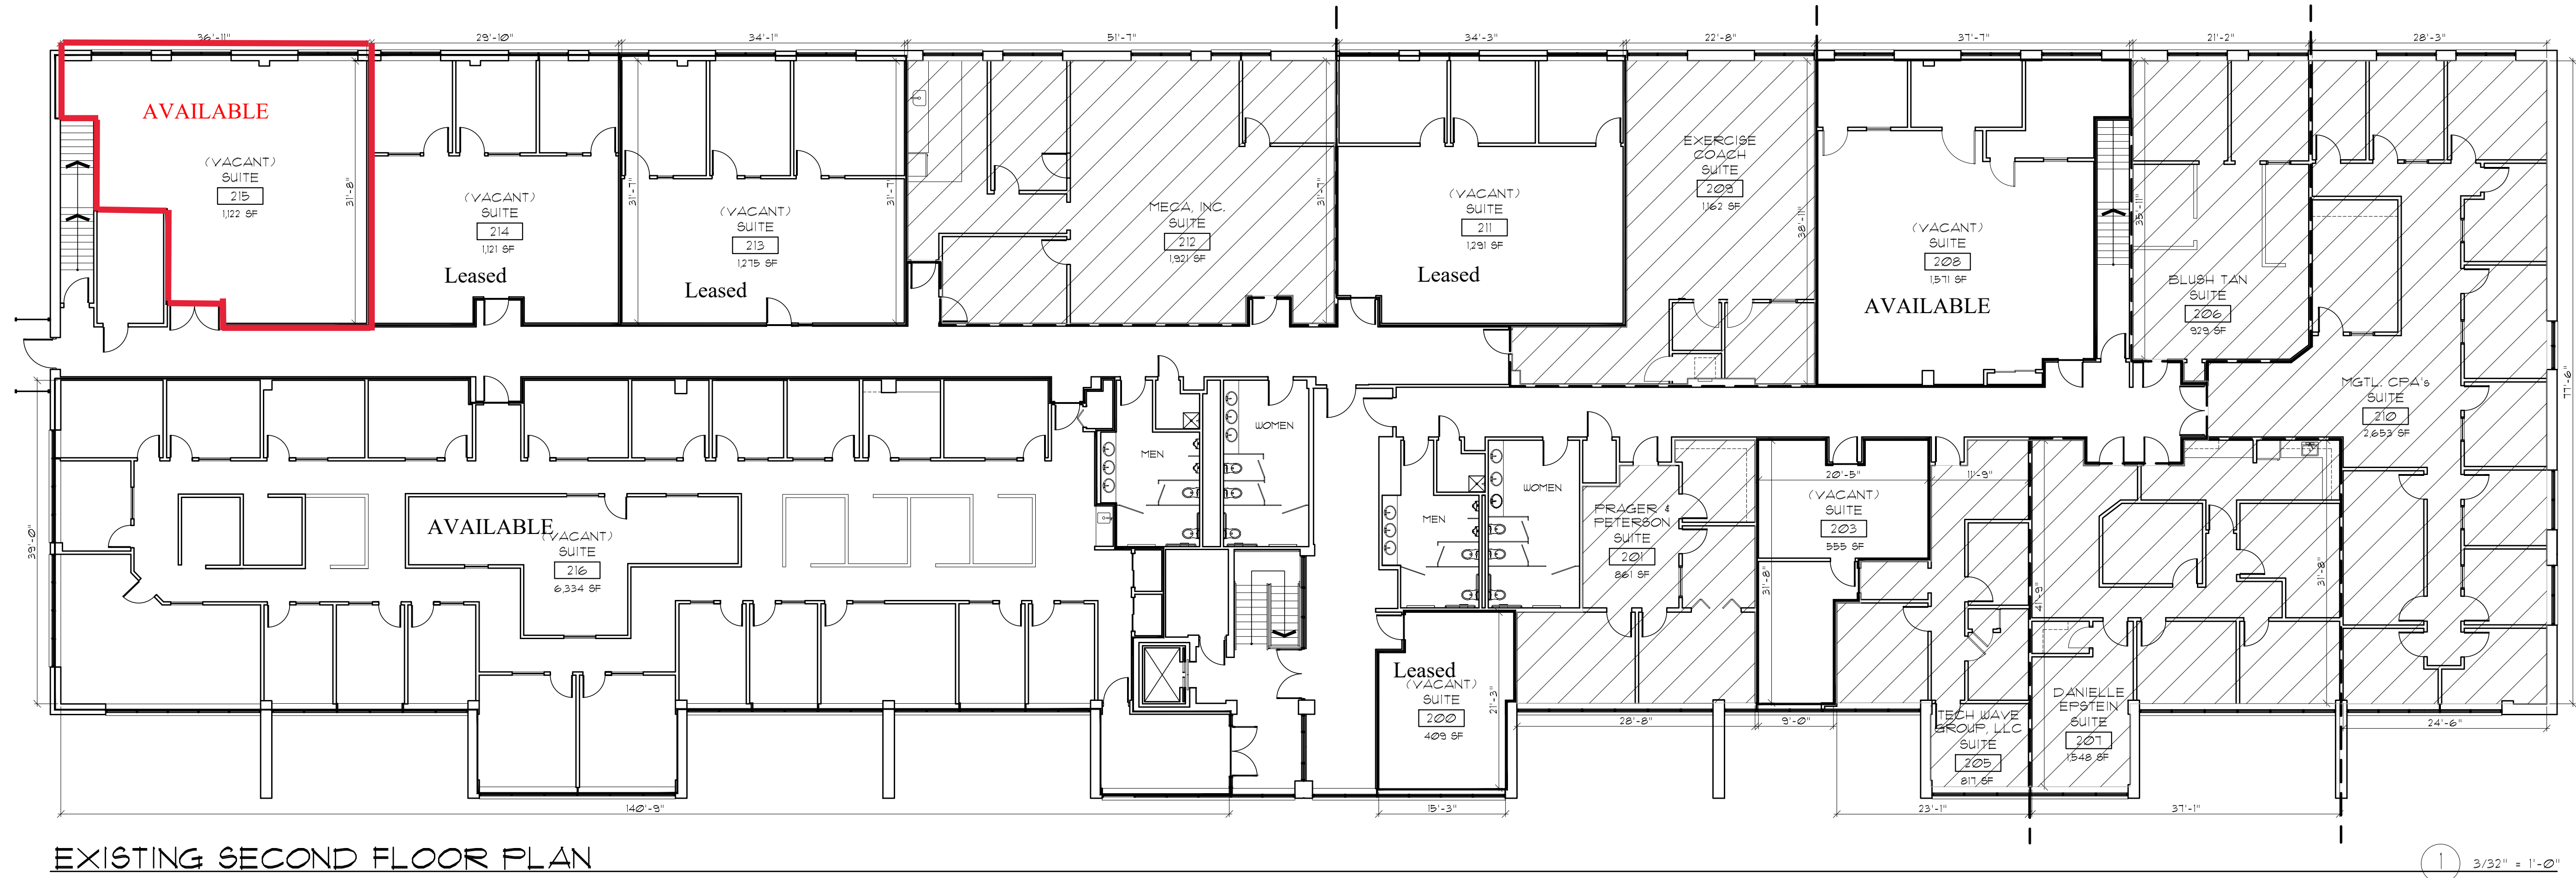 36'-11"
29'-10"
34'-1"
51'-7"
34'-3"
22'-8"
37'-7"
21'-2"
28'-3"
AVAILABLE
(VACANT)
SUITE
215
1,122 SF
31'-8"
(VACANT)
SUITE
214
1,121 SF
Leased
31'-7"
(VACANT)
SUITE
213
1,275 SF
Leased
31'-7"
MECA, INC.
SUITE
212
1,921 SF
31'-7"
(VACANT)
SUITE
211
1,291 SF
Leased
EXERCISE
COACH
SUITE
209
1,162 SF
38'-11"
(VACANT)
SUITE
208
1,571 SF
AVAILABLE
35'-11"
BLUSH TAN
SUITE
206
929 SF
MGTL. CPA's
SUITE
210
2,653 SF
77'-6"
39'-0"
AVAILABLE
(VACANT)
SUITE
216
6,334 SF
MEN
WOMEN
MEN
WOMEN
PRAGER &
PETERSON
SUITE
201
861 SF
20'-5"
11'-9"
(VACANT)
SUITE
203
555 SF
31'-8"
41'-9"
31'-8"
Leased
(VACANT)
SUITE
200
409 SF
21'-3"
TECH WAVE
GROUP, LLC
SUITE
205
817 SF
DANIELLE
EPSTEIN
SUITE
207
1,548 SF
28'-8"
9'-0"
24'-6"
140'-9"
15'-3"
23'-1"
37'-1"
EXISTING SECOND FLOOR PLAN
1
3/32" = 1'-0"